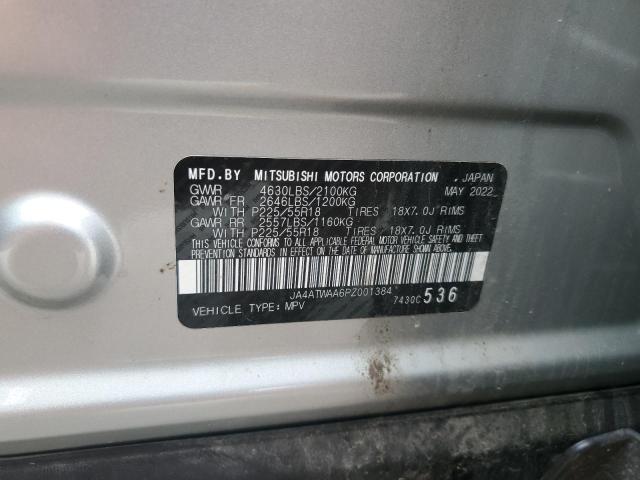 MFD.BY MITSUBISHI MOTORS CORPORATION . JAPAN
GVWR 4630LBS/2100KG MAY 2022
GAWR FR 2646LBS/1200KG
WITH P225/55R18 TIRES 18X7.0J RIMS
GAWR RR 2557LBS/1160KG
WITH P225/55R18 TIRES 18X7.0J RIMS
THIS VEHICLE CONFORMS TO ALL APPLICABLE FEDERAL MOTOR VEHICLE SAFETY AND THEFT
PREVENTION STANDARDS IN EFFECT ON THE DATE OF MANUFACTURE SHOWN ABOVE.
JA4ATWAA6PZ001384
VEHICLE TYPE: MPV 7430C 536